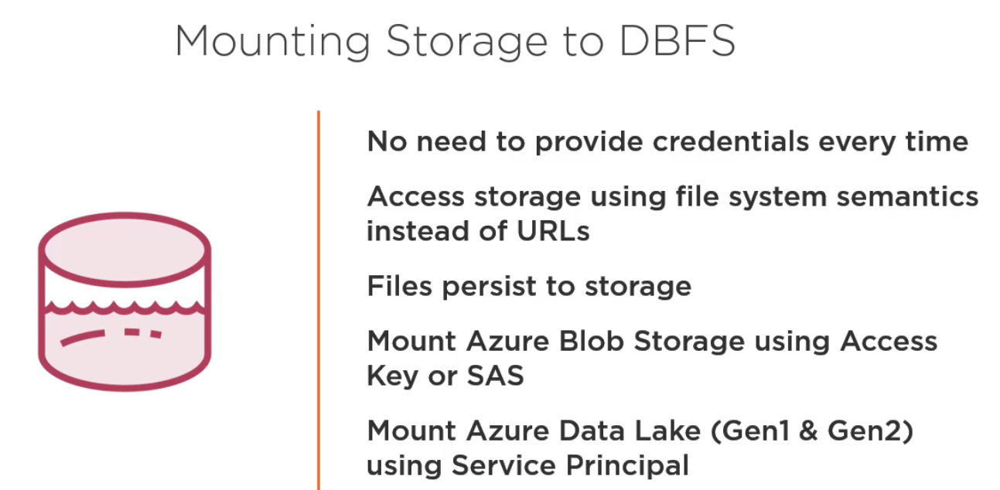 Mounting Storage to DBFS
No need to provide credentials every time
Access storage using file system semantics
instead of URLs
Files persist to storage
Mount Azure Blob Storage using Access
Key or SAS
Mount Azure Data Lake (Gen1 & Gen2)
using Service Principal